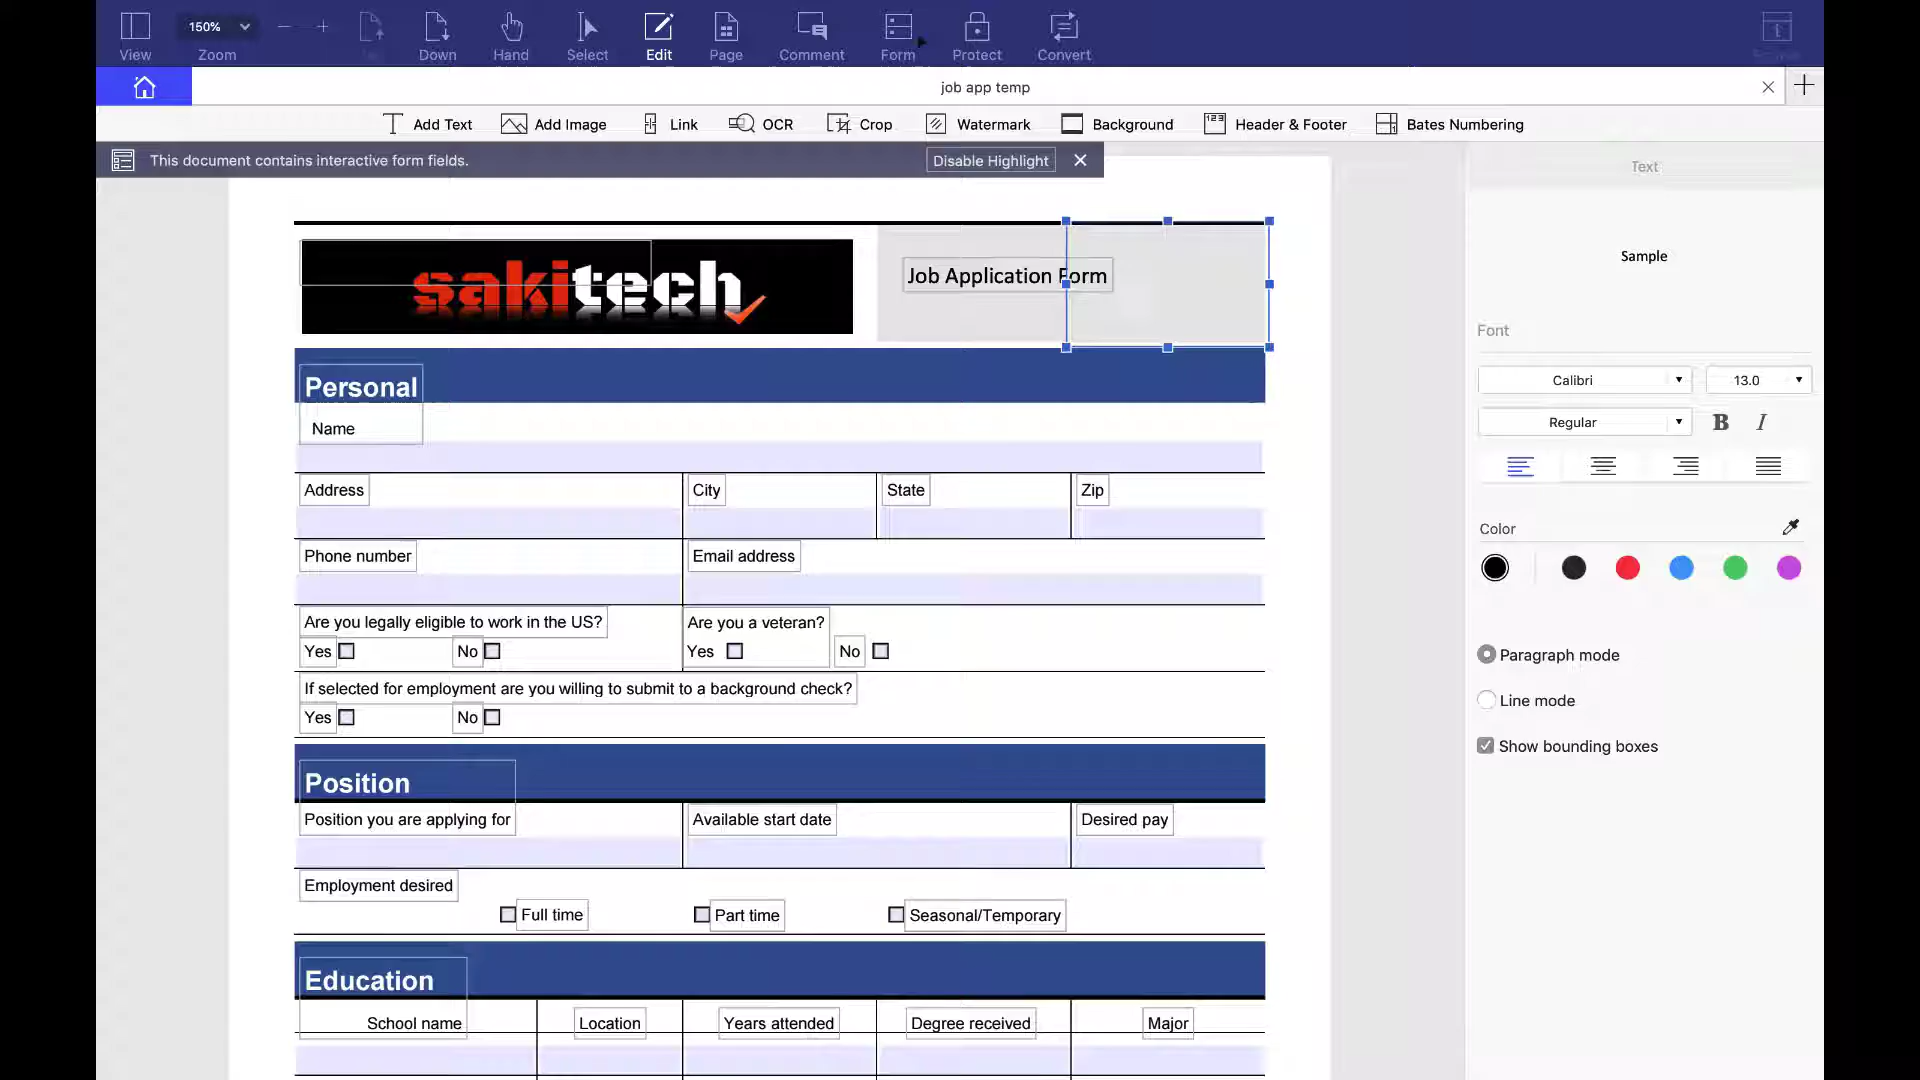 View
150%
Zoom
Down
Hand
Select
Edit
Page
Comment
Form
Protect
Convert
job app temp
Add Text
Add Image
Link
OCR
Crop
Watermark
Background
Header & Footer
Bates Numbering
This document contains interactive form fields.
Disable Highlight
Text
sakitech
Job Application Form
Sample
Font
Calibri
13.0
Regular
B
I
Color
Paragraph mode
Line mode
Show bounding boxes
Personal
Name
Address
City
State
Zip
Phone number
Email address
Are you legally eligible to work in the US?
Yes
No
Are you a veteran?
Yes
No
If selected for employment are you willing to submit to a background check?
Yes
No
Position
Position you are applying for
Available start date
Desired pay
Employment desired
Full time
Part time
Seasonal/Temporary
Education
School name
Location
Years attended
Degree received
Major